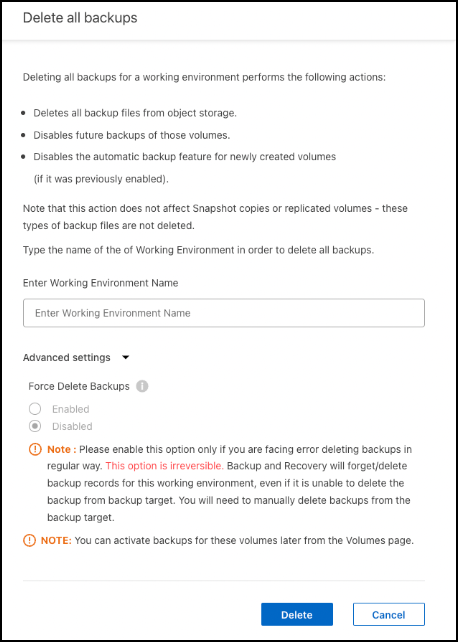 Delete all backups
Deleting all backups for a working environment performs the following actions:
Deletes all backup files from object storage.
Disables future backups of those volumes.
Disables the automatic backup feature for newly created volumes
(if it was previously enabled).
Note that this action does not affect Snapshot copies or replicated volumes - these
types of backup files are not deleted.
Type the name of the of Working Environment in order to delete all backups.
Enter Working Environment Name
Enter Working Environment Name
Advanced settings
Force Delete Backups
Enabled
Disabled
Note : Please enable this option only if you are facing error deleting backups in
regular way. This option is irreversible. Backup and Recovery will forget/delete
backup records for this working environment, even if it is unable to delete the
backup from backup target. You will need to manually delete backups from the
backup target.
NOTE: You can activate backups for these volumes later from the Volumes page.
Delete
Cancel